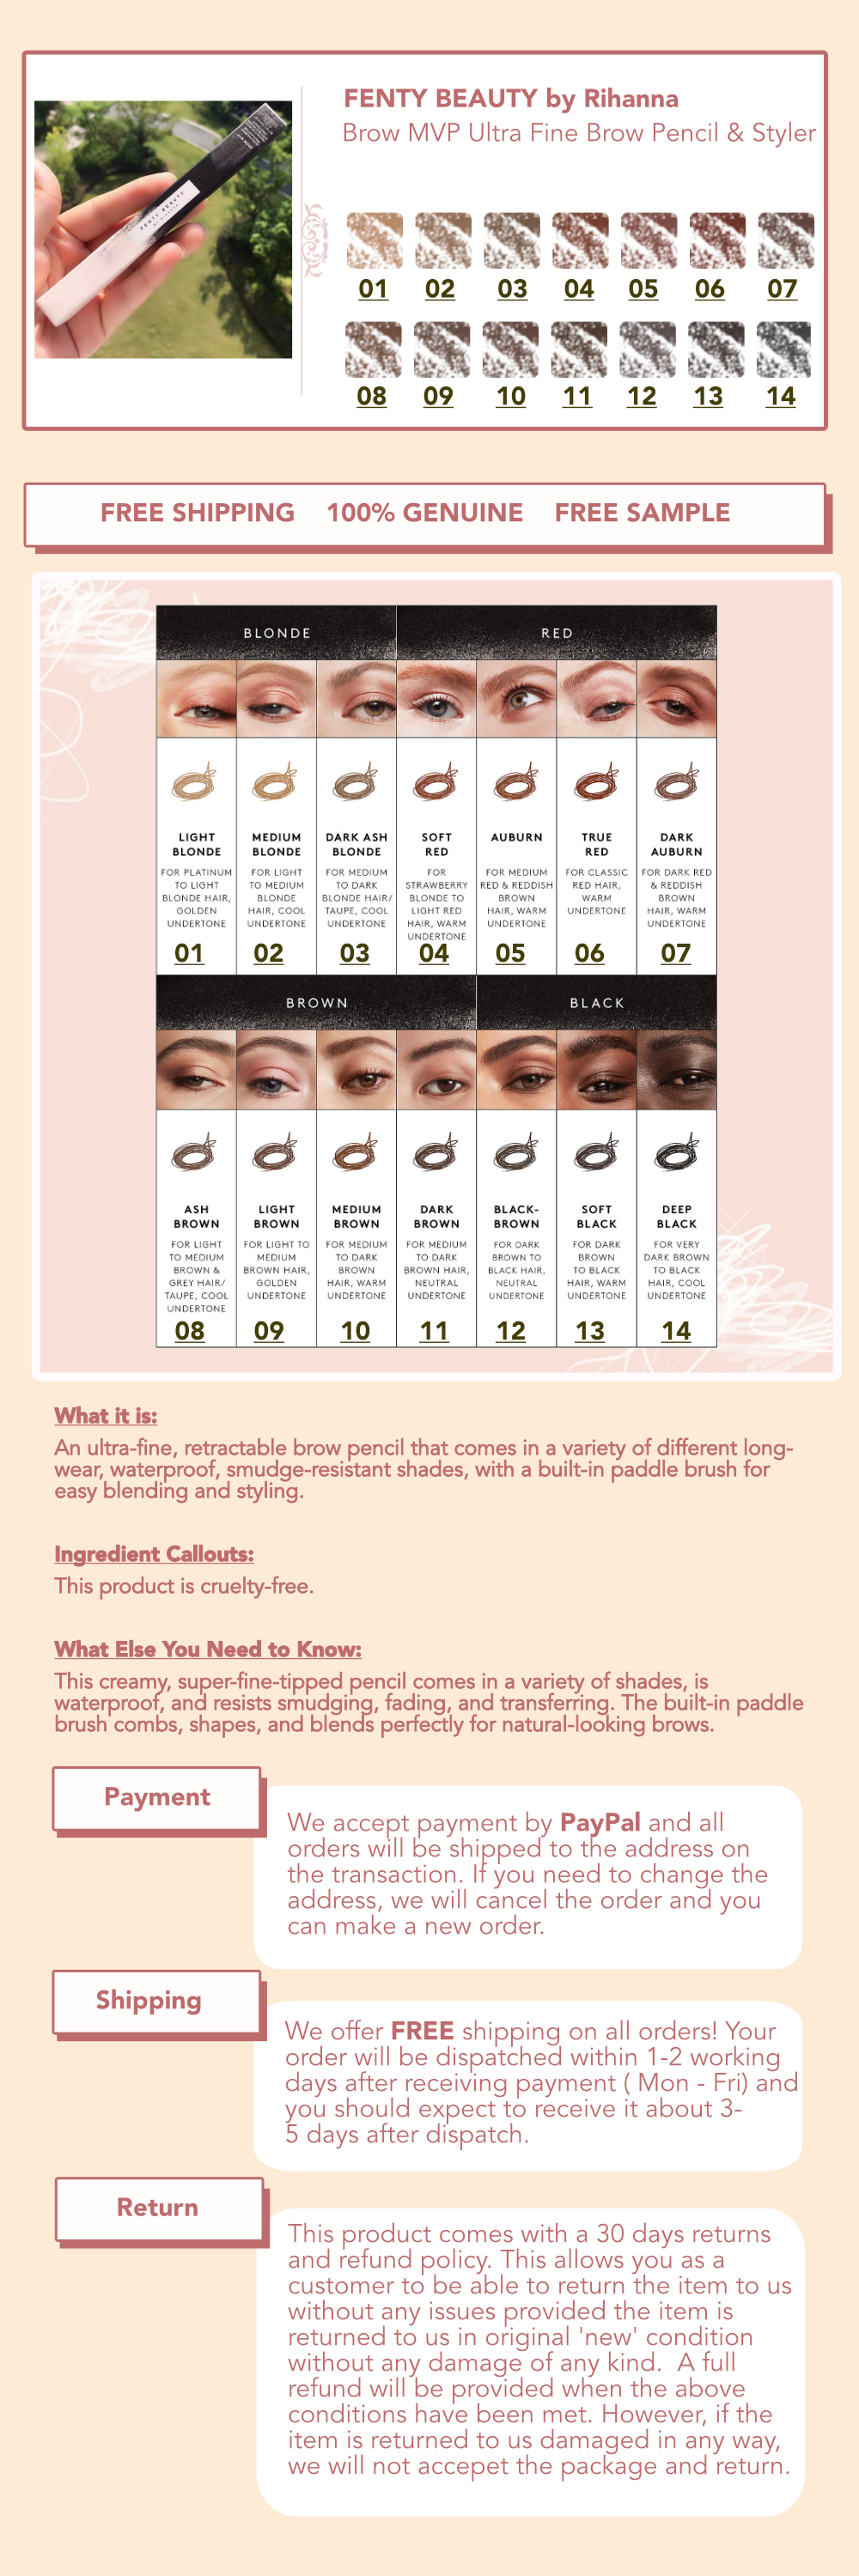 FENTY BEAUTY by Rihanna
Brow MVP Ultra Fine Brow Pencil & Styler
FENTY BEAUTY
01 02 03 04 05 06 07
08 09 10 11 12 13 14
FREE SHIPPING 100% GENUINE FREE SAMPLE
BLONDE RED
LIGHT BLONDE
FOR PLATINUM
TO LIGHT
BLONDE HAIR,
GOLDEN
UNDERTONE
01
MEDIUM BLONDE
FOR LIGHT
TO MEDIUM
BLONDE
HAIR, COOL
UNDERTONE
02
DARK ASH BLONDE
FOR MEDIUM
TO DARK
BLONDE HAIR/
TAUPE, COOL
UNDERTONE
03
SOFT RED
FOR
STRAWBERRY
BLONDE TO
LIGHT RED
HAIR, WARM
UNDERTONE
04
AUBURN
FOR MEDIUM
RED & REDDISH
BROWN
HAIR, WARM
UNDERTONE
05
TRUE RED
FOR CLASSIC
RED HAIR,
WARM
UNDERTONE
06
DARK AUBURN
FOR DARK RED
& REDDISH
BROWN
HAIR, WARM
UNDERTONE
07
BROWN BLACK
ASH BROWN
FOR LIGHT
TO MEDIUM
BROWN &
GREY HAIR/
TAUPE, COOL
UNDERTONE
08
LIGHT BROWN
FOR LIGHT TO
MEDIUM
BROWN HAIR,
GOLDEN
UNDERTONE
09
MEDIUM BROWN
FOR MEDIUM
TO DARK
BROWN
HAIR, WARM
UNDERTONE
10
DARK BROWN
FOR MEDIUM
TO DARK
BROWN HAIR,
NEUTRAL
UNDERTONE
11
BLACK-BROWN
FOR DARK
BROWN TO
BLACK HAIR,
NEUTRAL
UNDERTONE
12
SOFT BLACK
FOR DARK
BROWN
TO BLACK
HAIR, WARM
UNDERTONE
13
DEEP BLACK
FOR VERY
DARK BROWN
TO BLACK
HAIR, COOL
UNDERTONE
14
What it is:
An ultra-fine, retractable brow pencil that comes in a variety of different long-
wear, waterproof, smudge-resistant shades, with a built-in paddle brush for
easy blending and styling.
Ingredient Callouts:
This product is cruelty-free.
What Else You Need to Know:
This creamy, super-fine-tipped pencil comes in a variety of shades, is
waterproof, and resists smudging, fading, and transferring. The built-in paddle
brush combs, shapes, and blends perfectly for natural-looking brows.
Payment
We accept payment by PayPal and all
orders will be shipped to the address on
the transaction. If you need to change the
address, we will cancel the order and you
can make a new order.
Shipping
We offer FREE shipping on all orders! Your
order will be dispatched within 1-2 working
days after receiving payment ( Mon - Fri) and
you should expect to receive it about 3-
5 days after dispatch.
Return
This product comes with a 30 days returns
and refund policy. This allows you as a
customer to be able to return the item to us
without any issues provided the item is
returned to us in original 'new' condition
without any damage of any kind.  A full
refund will be provided when the above
conditions have been met. However, if the
item is returned to us damaged in any way,
we will not accepet the package and return.